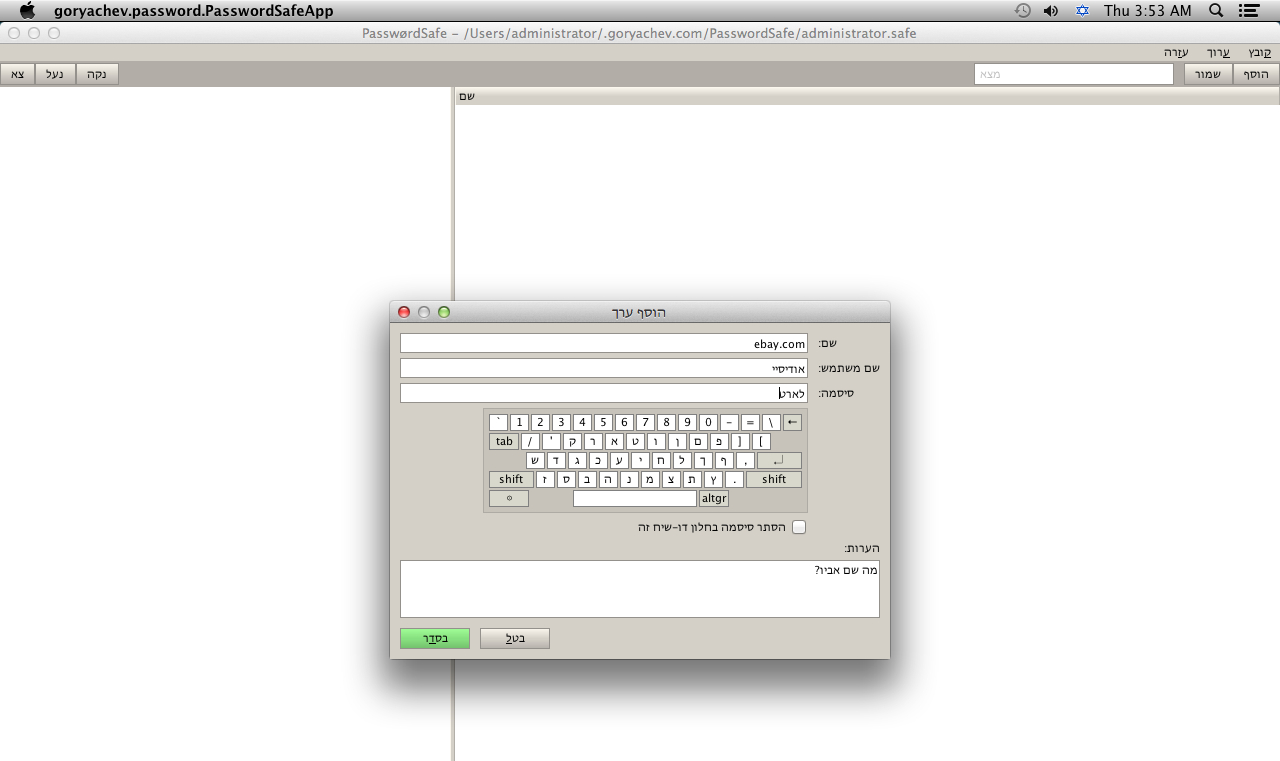 goryachev.password.PasswordSafeApp
Thu 3:53 AM
PasswørdSafe – /Users/administrator/.goryachev.com/PasswordSafe/administrator.safe
קובץ ערוך עזרה
הוסף שמור מצא נקה נעל צא
שם
הוסף ערך
שם: ebay.com
שם משתמש: אודיסיי
סיסמה: לארט
` 1 2 3 4 5 6 7 8 9 0 - = \ ←
tab / ' ק ר א ט ו ן ם פ ] [
ש ד ג כ ע י ח ל ך ף ,
shift ז ס ב ה נ מ צ ת ץ . shift
altgr
הסתר סיסמה בחלון דו-שיח זה
הערות:
מה שם אביו?
בטל בסדר